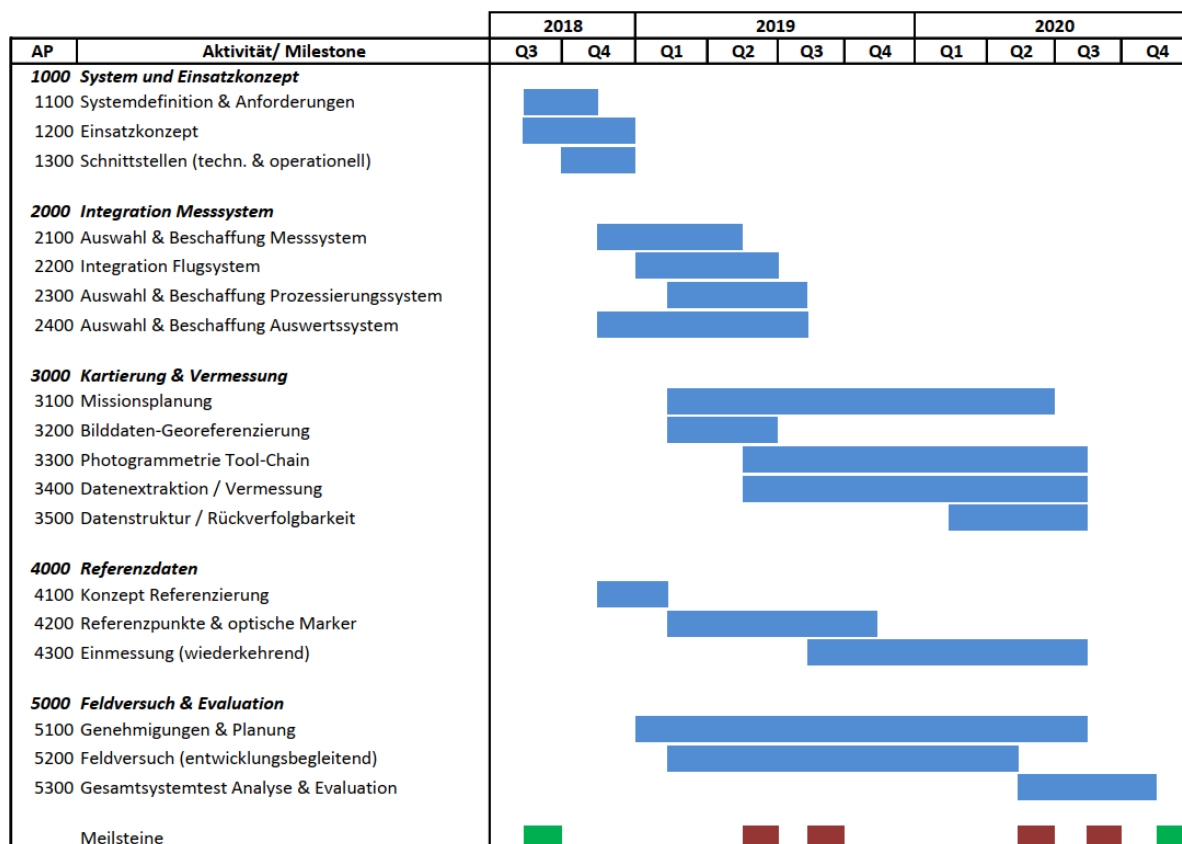 2018 2019 2020
AP Aktivität/ Milestone Q3 Q4 Q1 Q2 Q3 Q4 Q1 Q2 Q3 Q4
1000 System und Einsatzkonzept
1100 Systemdefinition & Anforderungen
1200 Einsatzkonzept
1300 Schnittstellen (techn. & operationell)
2000 Integration Messsystem
2100 Auswahl & Beschaffung Messsystem
2200 Integration Flugsystem
2300 Auswahl & Beschaffung Prozessierungssystem
2400 Auswahl & Beschaffung Auswertssystem
3000 Kartierung & Vermessung
3100 Missionsplanung
3200 Bilddaten-Georeferenzierung
3300 Photogrammetrie Tool-Chain
3400 Datenextraktion / Vermessung
3500 Datenstruktur / Rückverfolgbarkeit
4000 Referenzdaten
4100 Konzept Referenzierung
4200 Referenzpunkte & optische Marker
4300 Einmessung (wiederkehrend)
5000 Feldversuch & Evaluation
5100 Genehmigungen & Planung
5200 Feldversuch (entwicklungsbegleitend)
5300 Gesamtsystemtest Analyse & Evaluation
Meilsteine